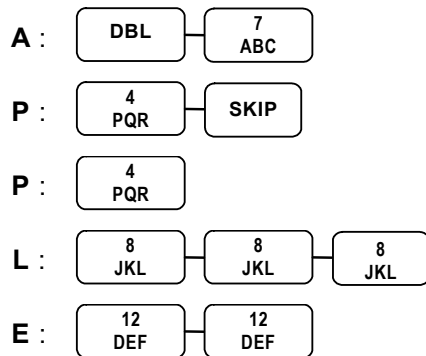 A : DBL 7 ABC
P : 4 PQR SKIP
P : 4 PQR
L : 8 JKL 8 JKL 8 JKL
E : 12 DEF 12 DEF